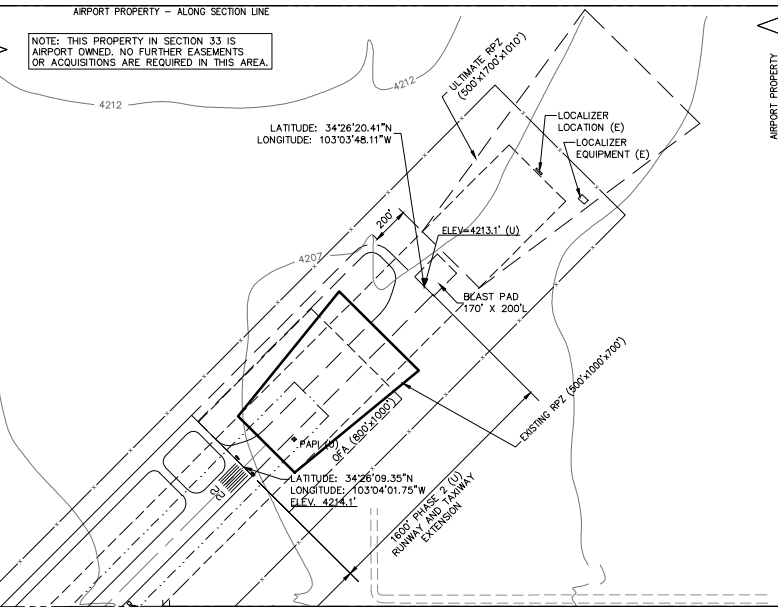 AIRPORT PROPERTY - ALONG SECTION LINE
NOTE: THIS PROPERTY IN SECTION 33 IS
AIRPORT OWNED. NO FURTHER EASEMENTS
OR ACQUISITIONS ARE REQUIRED IN THIS AREA.
AIRPORT PROPERTY
4212
4212
ULTIMATE RPZ
(500'x1700'x1010')
LATITUDE: 34°26'20.41"N
LONGITUDE: 103°03'48.11"W
LOCALIZER
LOCATION (E)
LOCALIZER
EQUIPMENT (E)
200'
ELEV=4213.1' (U)
4207
BLAST PAD
170' X 200'L
EXISTING RPZ (500'x1000'x700')
PAPI (U)
OFA (800'x1000')
LATITUDE: 34°26'09.35"N
LONGITUDE: 103°04'01.75"W
ELEV. 4214.1'
22
1600' PHASE 2 (U)
RUNWAY AND TAXIWAY
EXTENSION